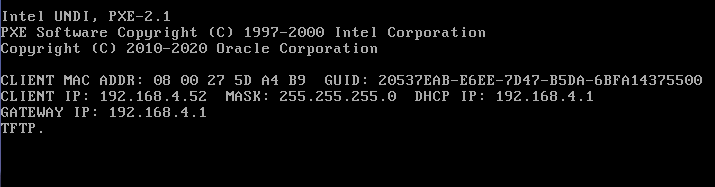 Intel UNDI, PXE-2.1
PXE Software Copyright (C) 1997-2000 Intel Corporation
Copyright (C) 2010-2020 Oracle Corporation
CLIENT MAC ADDR: 08 00 27 5D A4 B9  GUID: 20537EAB-E6EE-7D47-B5DA-6BFA14375500
CLIENT IP: 192.168.4.52  MASK: 255.255.255.0  DHCP IP: 192.168.4.1
GATEWAY IP: 192.168.4.1
TFTP.